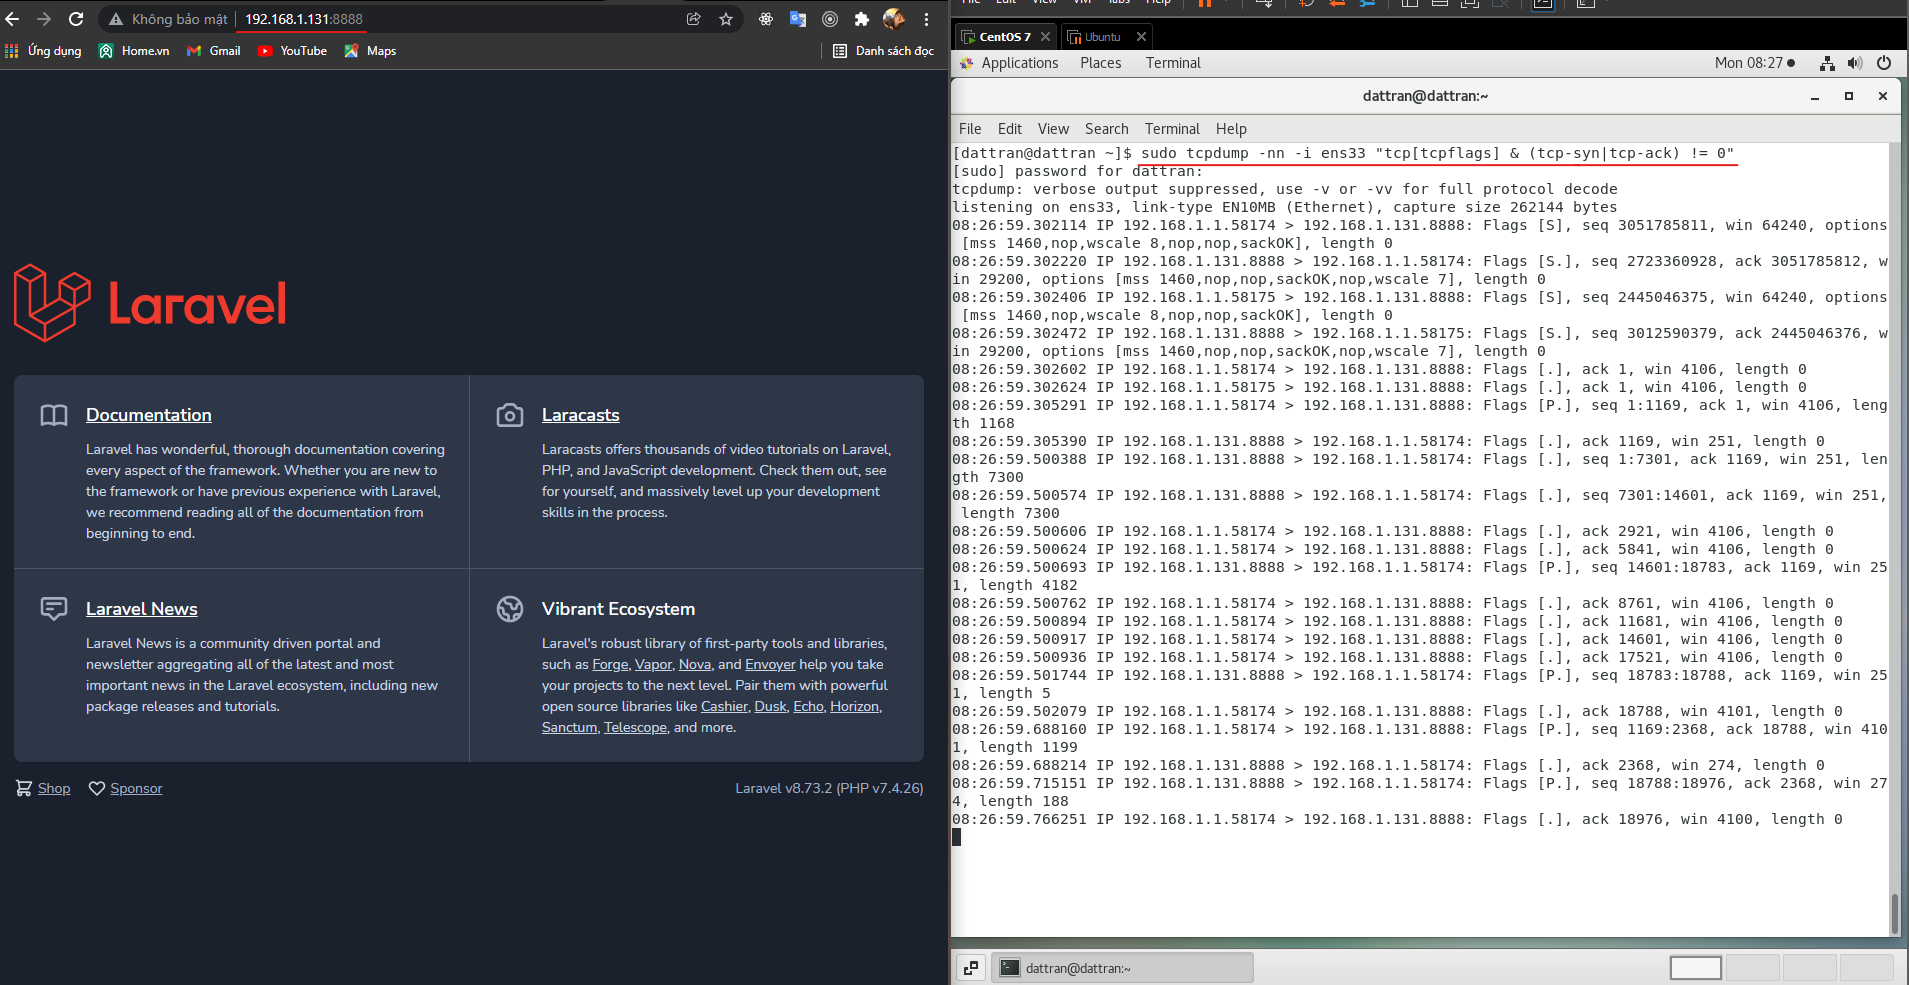 Không bảo mật 192.168.1.131:8888
Ứng dụng Home.vn Gmail YouTube Maps Danh sách đọc
Laravel
Documentation
Laravel has wonderful, thorough documentation covering
every aspect of the framework. Whether you are new to
the framework or have previous experience with Laravel,
we recommend reading all of the documentation from
beginning to end.
Laracasts
Laracasts offers thousands of video tutorials on Laravel,
PHP, and JavaScript development. Check them out, see
for yourself, and massively level up your development
skills in the process.
Laravel News
Laravel News is a community driven portal and
newsletter aggregating all of the latest and most
important news in the Laravel ecosystem, including new
package releases and tutorials.
Vibrant Ecosystem
Laravel's robust library of first-party tools and libraries,
such as Forge, Vapor, Nova, and Envoyer help you take
your projects to the next level. Pair them with powerful
open source libraries like Cashier, Dusk, Echo, Horizon,
Sanctum, Telescope, and more.
Shop Sponsor
Laravel v8.73.2 (PHP v7.4.26)
File Edit View VM Tabs Help
CentOS 7 Ubuntu
Applications Places Terminal Mon 08:27
dattran@dattran:~
File Edit View Search Terminal Help
[dattran@dattran ~]$ sudo tcpdump -nn -i ens33 "tcp[tcpflags] & (tcp-syn|tcp-ack) != 0"
[sudo] password for dattran:
tcpdump: verbose output suppressed, use -v or -vv for full protocol decode
listening on ens33, link-type EN10MB (Ethernet), capture size 262144 bytes
08:26:59.302114 IP 192.168.1.1.58174 > 192.168.1.131.8888: Flags [S], seq 3051785811, win 64240, options
[mss 1460,nop,wscale 8,nop,nop,sackOK], length 0
08:26:59.302220 IP 192.168.1.131.8888 > 192.168.1.1.58174: Flags [S.], seq 2723360928, ack 3051785812, w
in 29200, options [mss 1460,nop,nop,sackOK,nop,wscale 7], length 0
08:26:59.302406 IP 192.168.1.1.58175 > 192.168.1.131.8888: Flags [S], seq 2445046375, win 64240, options
[mss 1460,nop,wscale 8,nop,nop,sackOK], length 0
08:26:59.302472 IP 192.168.1.131.8888 > 192.168.1.1.58175: Flags [S.], seq 3012590379, ack 2445046376, w
in 29200, options [mss 1460,nop,nop,sackOK,nop,wscale 7], length 0
08:26:59.302602 IP 192.168.1.1.58174 > 192.168.1.131.8888: Flags [.], ack 1, win 4106, length 0
08:26:59.302624 IP 192.168.1.1.58175 > 192.168.1.131.8888: Flags [.], ack 1, win 4106, length 0
08:26:59.305291 IP 192.168.1.1.58174 > 192.168.1.131.8888: Flags [P.], seq 1:1169, ack 1, win 4106, leng
th 1168
08:26:59.305390 IP 192.168.1.131.8888 > 192.168.1.1.58174: Flags [.], ack 1169, win 251, length 0
08:26:59.500388 IP 192.168.1.131.8888 > 192.168.1.1.58174: Flags [.], seq 1:7301, ack 1169, win 251, len
gth 7300
08:26:59.500574 IP 192.168.1.131.8888 > 192.168.1.1.58174: Flags [.], seq 7301:14601, ack 1169, win 251,
length 7300
08:26:59.500606 IP 192.168.1.1.58174 > 192.168.1.131.8888: Flags [.], ack 2921, win 4106, length 0
08:26:59.500624 IP 192.168.1.1.58174 > 192.168.1.131.8888: Flags [.], ack 5841, win 4106, length 0
08:26:59.500693 IP 192.168.1.131.8888 > 192.168.1.1.58174: Flags [P.], seq 14601:18783, ack 1169, win 25
1, length 4182
08:26:59.500762 IP 192.168.1.1.58174 > 192.168.1.131.8888: Flags [.], ack 8761, win 4106, length 0
08:26:59.500894 IP 192.168.1.1.58174 > 192.168.1.131.8888: Flags [.], ack 11681, win 4106, length 0
08:26:59.500917 IP 192.168.1.1.58174 > 192.168.1.131.8888: Flags [.], ack 14601, win 4106, length 0
08:26:59.500936 IP 192.168.1.1.58174 > 192.168.1.131.8888: Flags [.], ack 17521, win 4106, length 0
08:26:59.501744 IP 192.168.1.131.8888 > 192.168.1.1.58174: Flags [P.], seq 18783:18788, ack 1169, win 25
1, length 5
08:26:59.502079 IP 192.168.1.1.58174 > 192.168.1.131.8888: Flags [.], ack 18788, win 4101, length 0
08:26:59.688160 IP 192.168.1.1.58174 > 192.168.1.131.8888: Flags [P.], seq 1169:2368, ack 18788, win 410
1, length 1199
08:26:59.688214 IP 192.168.1.131.8888 > 192.168.1.1.58174: Flags [.], ack 2368, win 274, length 0
08:26:59.715151 IP 192.168.1.131.8888 > 192.168.1.1.58174: Flags [P.], seq 18788:18976, ack 2368, win 27
4, length 188
08:26:59.766251 IP 192.168.1.1.58174 > 192.168.1.131.8888: Flags [.], ack 18976, win 4100, length 0
dattran@dattran:~